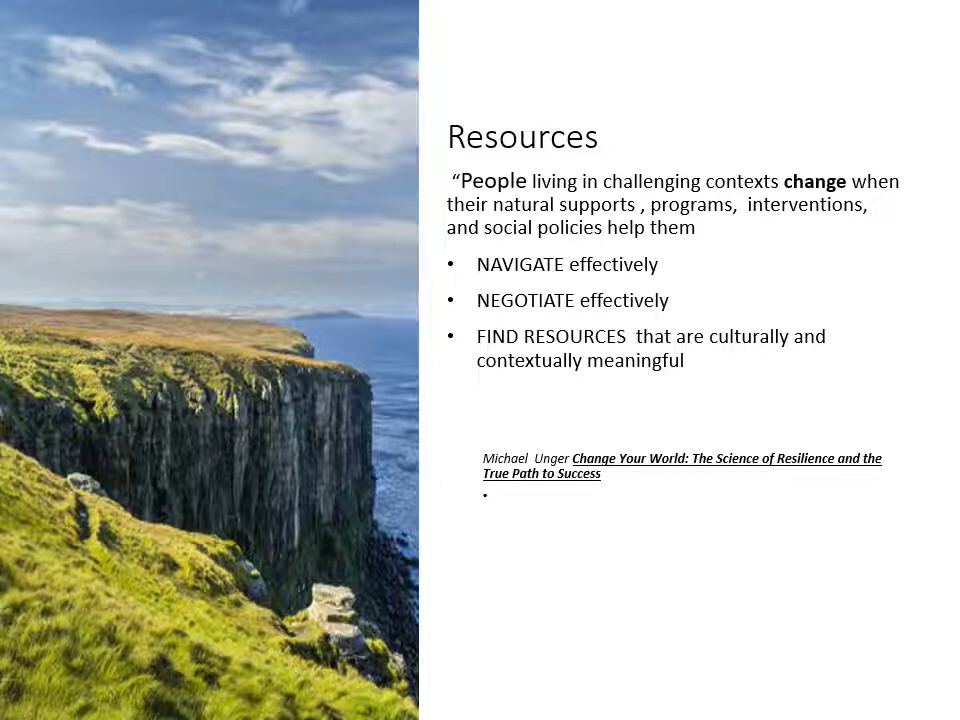 Resources
“People living in challenging contexts change when
their natural supports , programs,  interventions,
and social policies help them
• NAVIGATE effectively
• NEGOTIATE effectively
• FIND RESOURCES  that are culturally and
contextually meaningful
Michael  Unger Change Your World: The Science of Resilience and the
True Path to Success
•